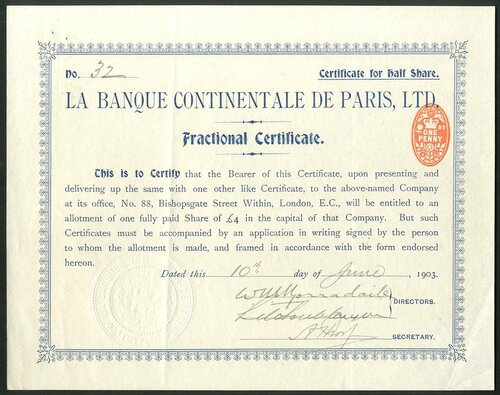 No. 32
Certificate for Half Share.
LA BANQUE CONTINENTALE DE PARIS, LTD.
ONE
PENNY
Fractional Certificate.
This is to Certify that the Bearer of this Certificate, upon presenting and
delivering up the same with one other like Certificate, to the above-named Company
at its office, No. 88, Bishopsgate Street Within, London, E.C., will be entitled to
an allotment of one fully paid Share of £4 in the capital of that Company. But such
Certificates must be accompanied by an application in writing signed by the person
to whom the allotment is made, and framed in accordance with the form endorsed
hereon.
Dated this 10th day of June, 1903.
DIRECTORS.
SECRETARY.